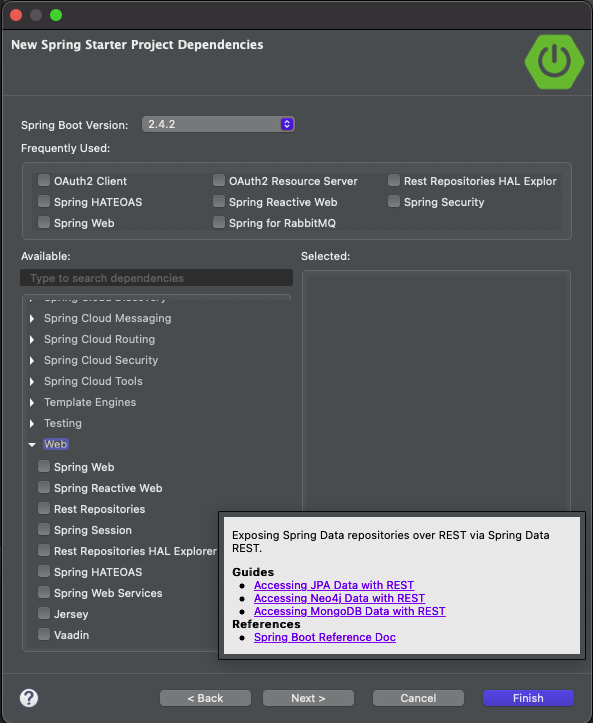 New Spring Starter Project Dependencies
Spring Boot Version: 2.4.2
Frequently Used:
OAuth2 Client OAuth2 Resource Server Rest Repositories HAL Explor
Spring HATEOAS Spring Reactive Web Spring Security
Spring Web Spring for RabbitMQ
Available: Selected:
Type to search dependencies
Spring Cloud Discovery
Spring Cloud Messaging
Spring Cloud Routing
Spring Cloud Security
Spring Cloud Tools
Template Engines
Testing
Web
Spring Web
Spring Reactive Web
Rest Repositories
Spring Session
Rest Repositories HAL Explorer
Spring HATEOAS
Spring Web Services
Jersey
Vaadin
Exposing Spring Data repositories over REST via Spring Data
REST.
Guides
• Accessing JPA Data with REST
• Accessing Neo4j Data with REST
• Accessing MongoDB Data with REST
References
• Spring Boot Reference Doc
? < Back Next > Cancel Finish